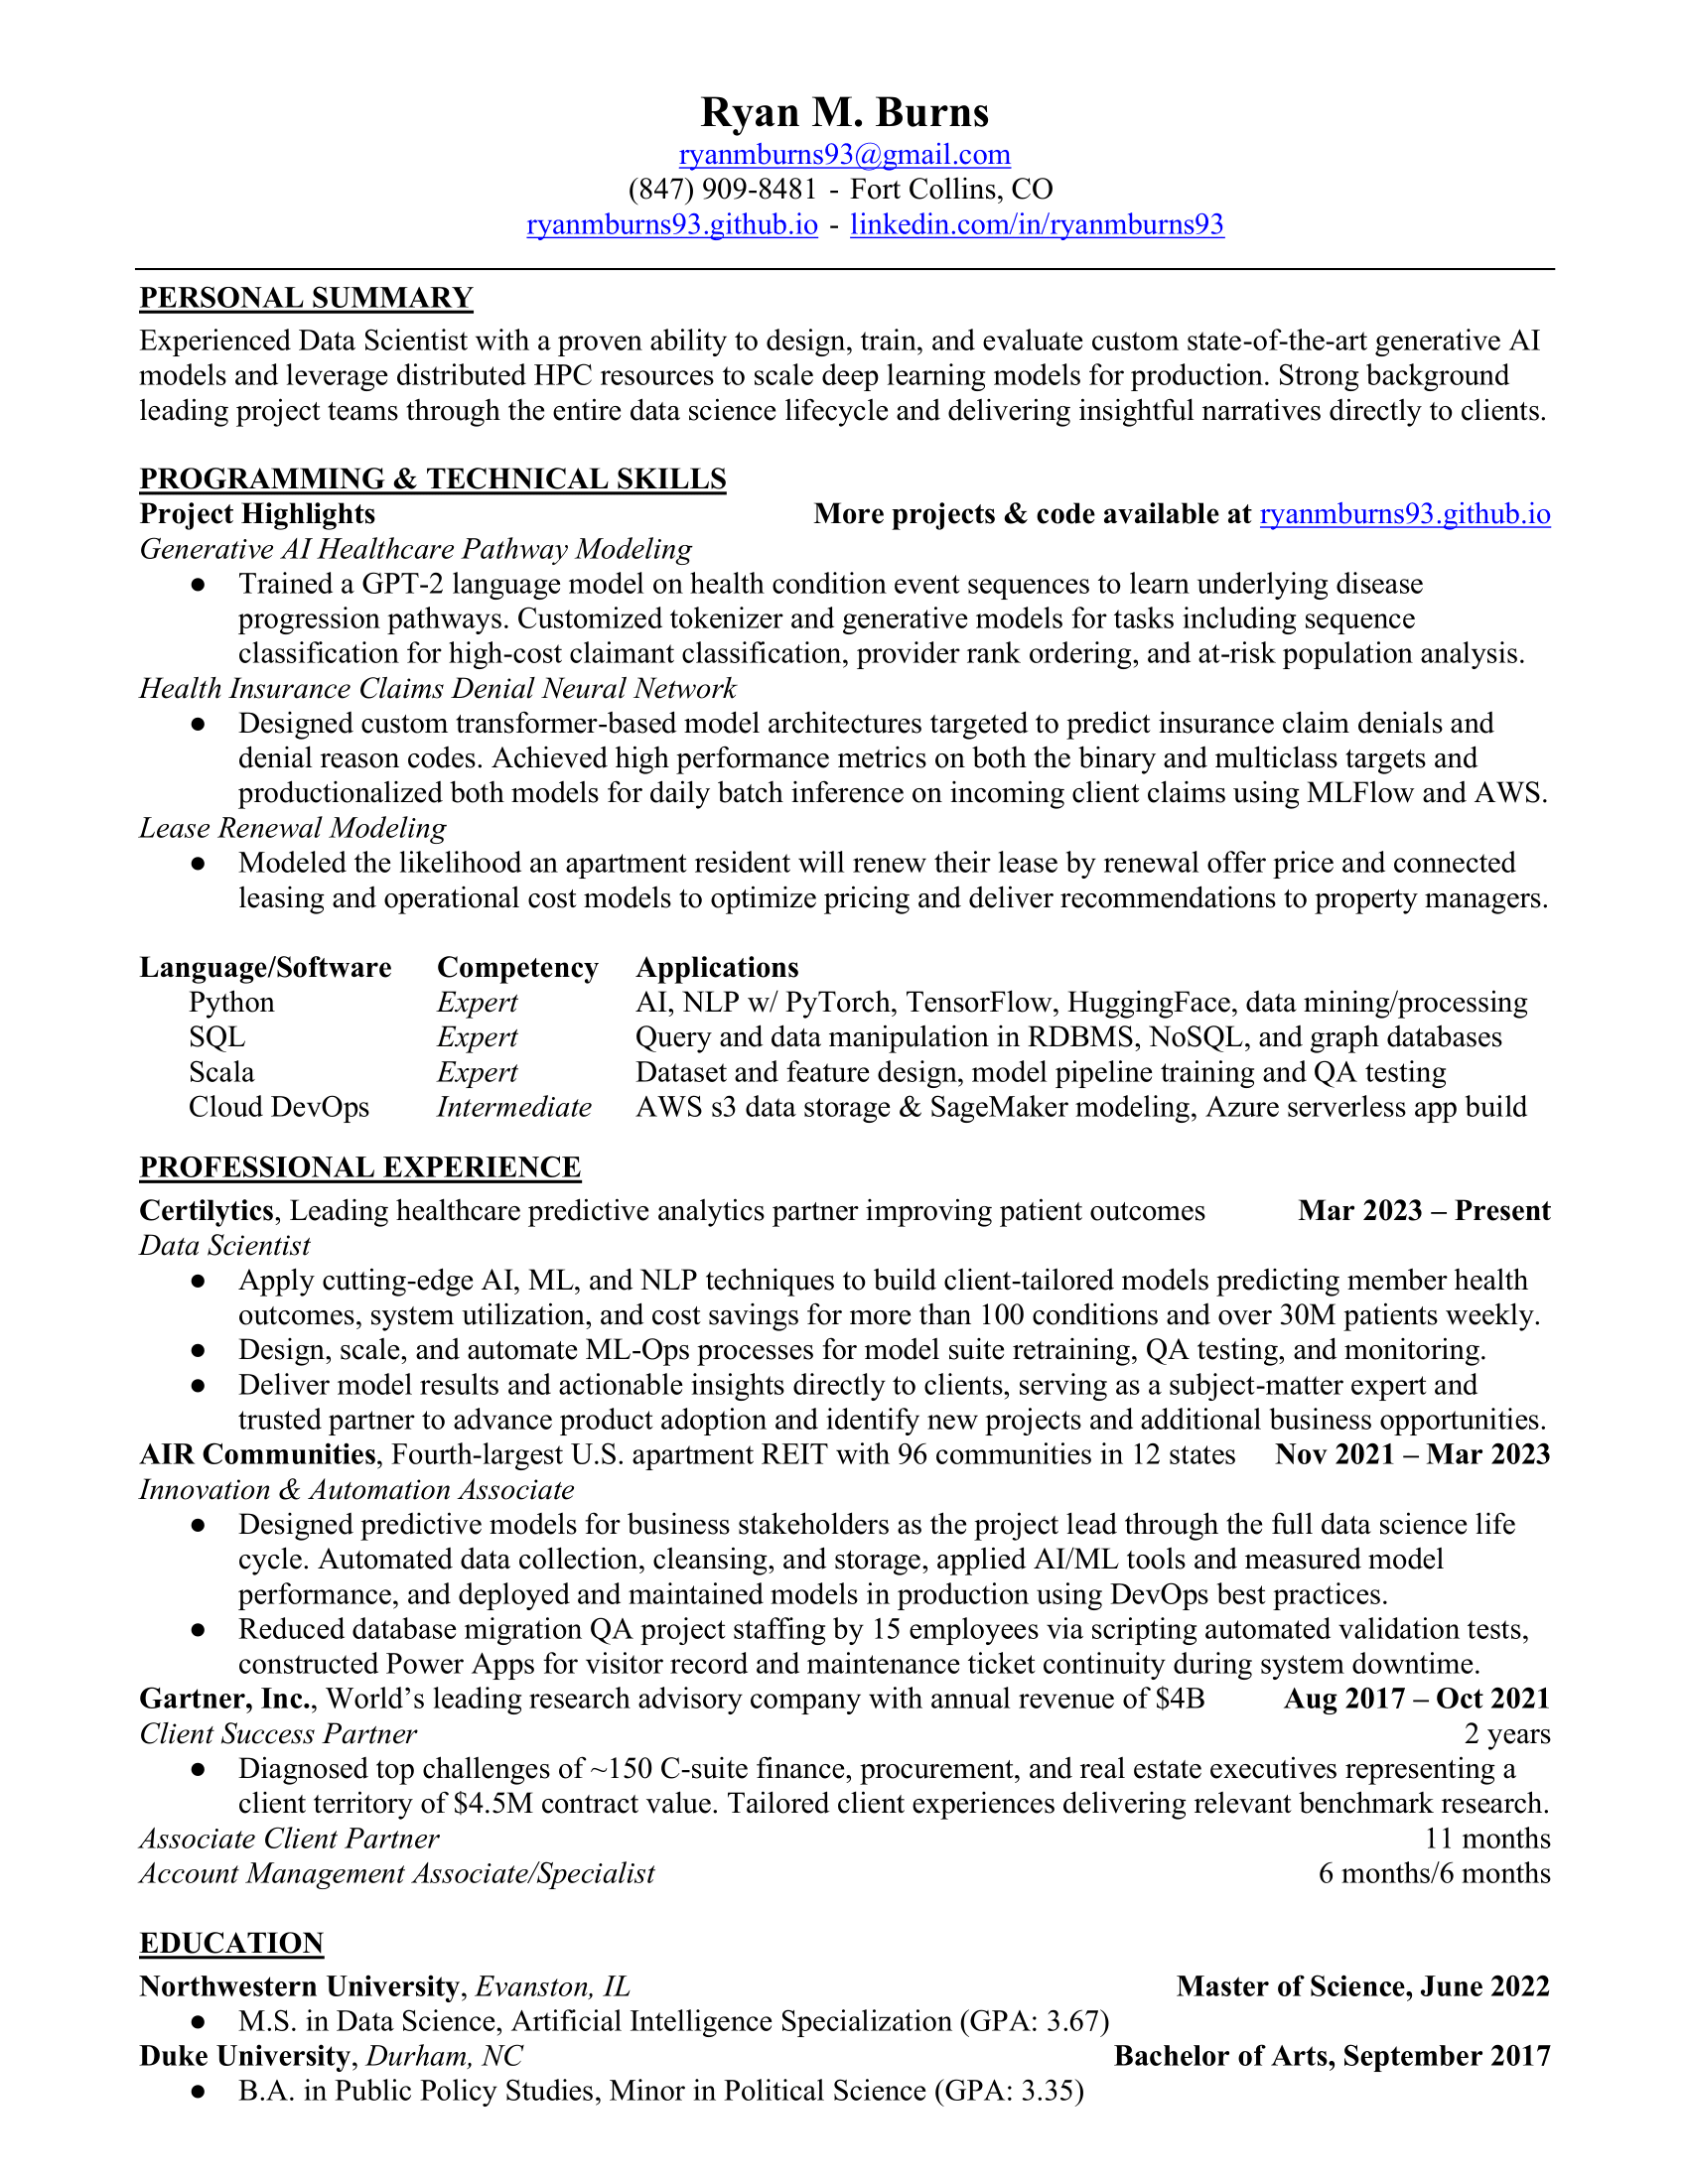 Ryan M. Burns
ryanmburns93@gmail.com
(847) 909-8481 - Fort Collins, CO
ryanmburns93.github.io - linkedin.com/in/ryanmburns93
PERSONAL SUMMARY
Experienced Data Scientist with a proven ability to design, train, and evaluate custom state-of-the-art generative AI
models and leverage distributed HPC resources to scale deep learning models for production. Strong background
leading project teams through the entire data science lifecycle and delivering insightful narratives directly to clients.
PROGRAMMING & TECHNICAL SKILLS
Project Highlights More projects & code available at ryanmburns93.github.io
Generative AI Healthcare Pathway Modeling
● Trained a GPT-2 language model on health condition event sequences to learn underlying disease
progression pathways. Customized tokenizer and generative models for tasks including sequence
classification for high-cost claimant classification, provider rank ordering, and at-risk population analysis.
Health Insurance Claims Denial Neural Network
● Designed custom transformer-based model architectures targeted to predict insurance claim denials and
denial reason codes. Achieved high performance metrics on both the binary and multiclass targets and
productionalized both models for daily batch inference on incoming client claims using MLFlow and AWS.
Lease Renewal Modeling
● Modeled the likelihood an apartment resident will renew their lease by renewal offer price and connected
leasing and operational cost models to optimize pricing and deliver recommendations to property managers.
Language/Software Competency Applications
Python Expert AI, NLP w/ PyTorch, TensorFlow, HuggingFace, data mining/processing
SQL Expert Query and data manipulation in RDBMS, NoSQL, and graph databases
Scala Expert Dataset and feature design, model pipeline training and QA testing
Cloud DevOps Intermediate AWS s3 data storage & SageMaker modeling, Azure serverless app build
PROFESSIONAL EXPERIENCE
Certilytics, Leading healthcare predictive analytics partner improving patient outcomes Mar 2023 – Present
Data Scientist
● Apply cutting-edge AI, ML, and NLP techniques to build client-tailored models predicting member health
outcomes, system utilization, and cost savings for more than 100 conditions and over 30M patients weekly.
● Design, scale, and automate ML-Ops processes for model suite retraining, QA testing, and monitoring.
● Deliver model results and actionable insights directly to clients, serving as a subject-matter expert and
trusted partner to advance product adoption and identify new projects and additional business opportunities.
AIR Communities, Fourth-largest U.S. apartment REIT with 96 communities in 12 states Nov 2021 – Mar 2023
Innovation & Automation Associate
● Designed predictive models for business stakeholders as the project lead through the full data science life
cycle. Automated data collection, cleansing, and storage, applied AI/ML tools and measured model
performance, and deployed and maintained models in production using DevOps best practices.
● Reduced database migration QA project staffing by 15 employees via scripting automated validation tests,
constructed Power Apps for visitor record and maintenance ticket continuity during system downtime.
Gartner, Inc., World’s leading research advisory company with annual revenue of $4B Aug 2017 – Oct 2021
Client Success Partner 2 years
● Diagnosed top challenges of ~150 C-suite finance, procurement, and real estate executives representing a
client territory of $4.5M contract value. Tailored client experiences delivering relevant benchmark research.
Associate Client Partner 11 months
Account Management Associate/Specialist 6 months/6 months
EDUCATION
Northwestern University, Evanston, IL Master of Science, June 2022
● M.S. in Data Science, Artificial Intelligence Specialization (GPA: 3.67)
Duke University, Durham, NC Bachelor of Arts, September 2017
● B.A. in Public Policy Studies, Minor in Political Science (GPA: 3.35)